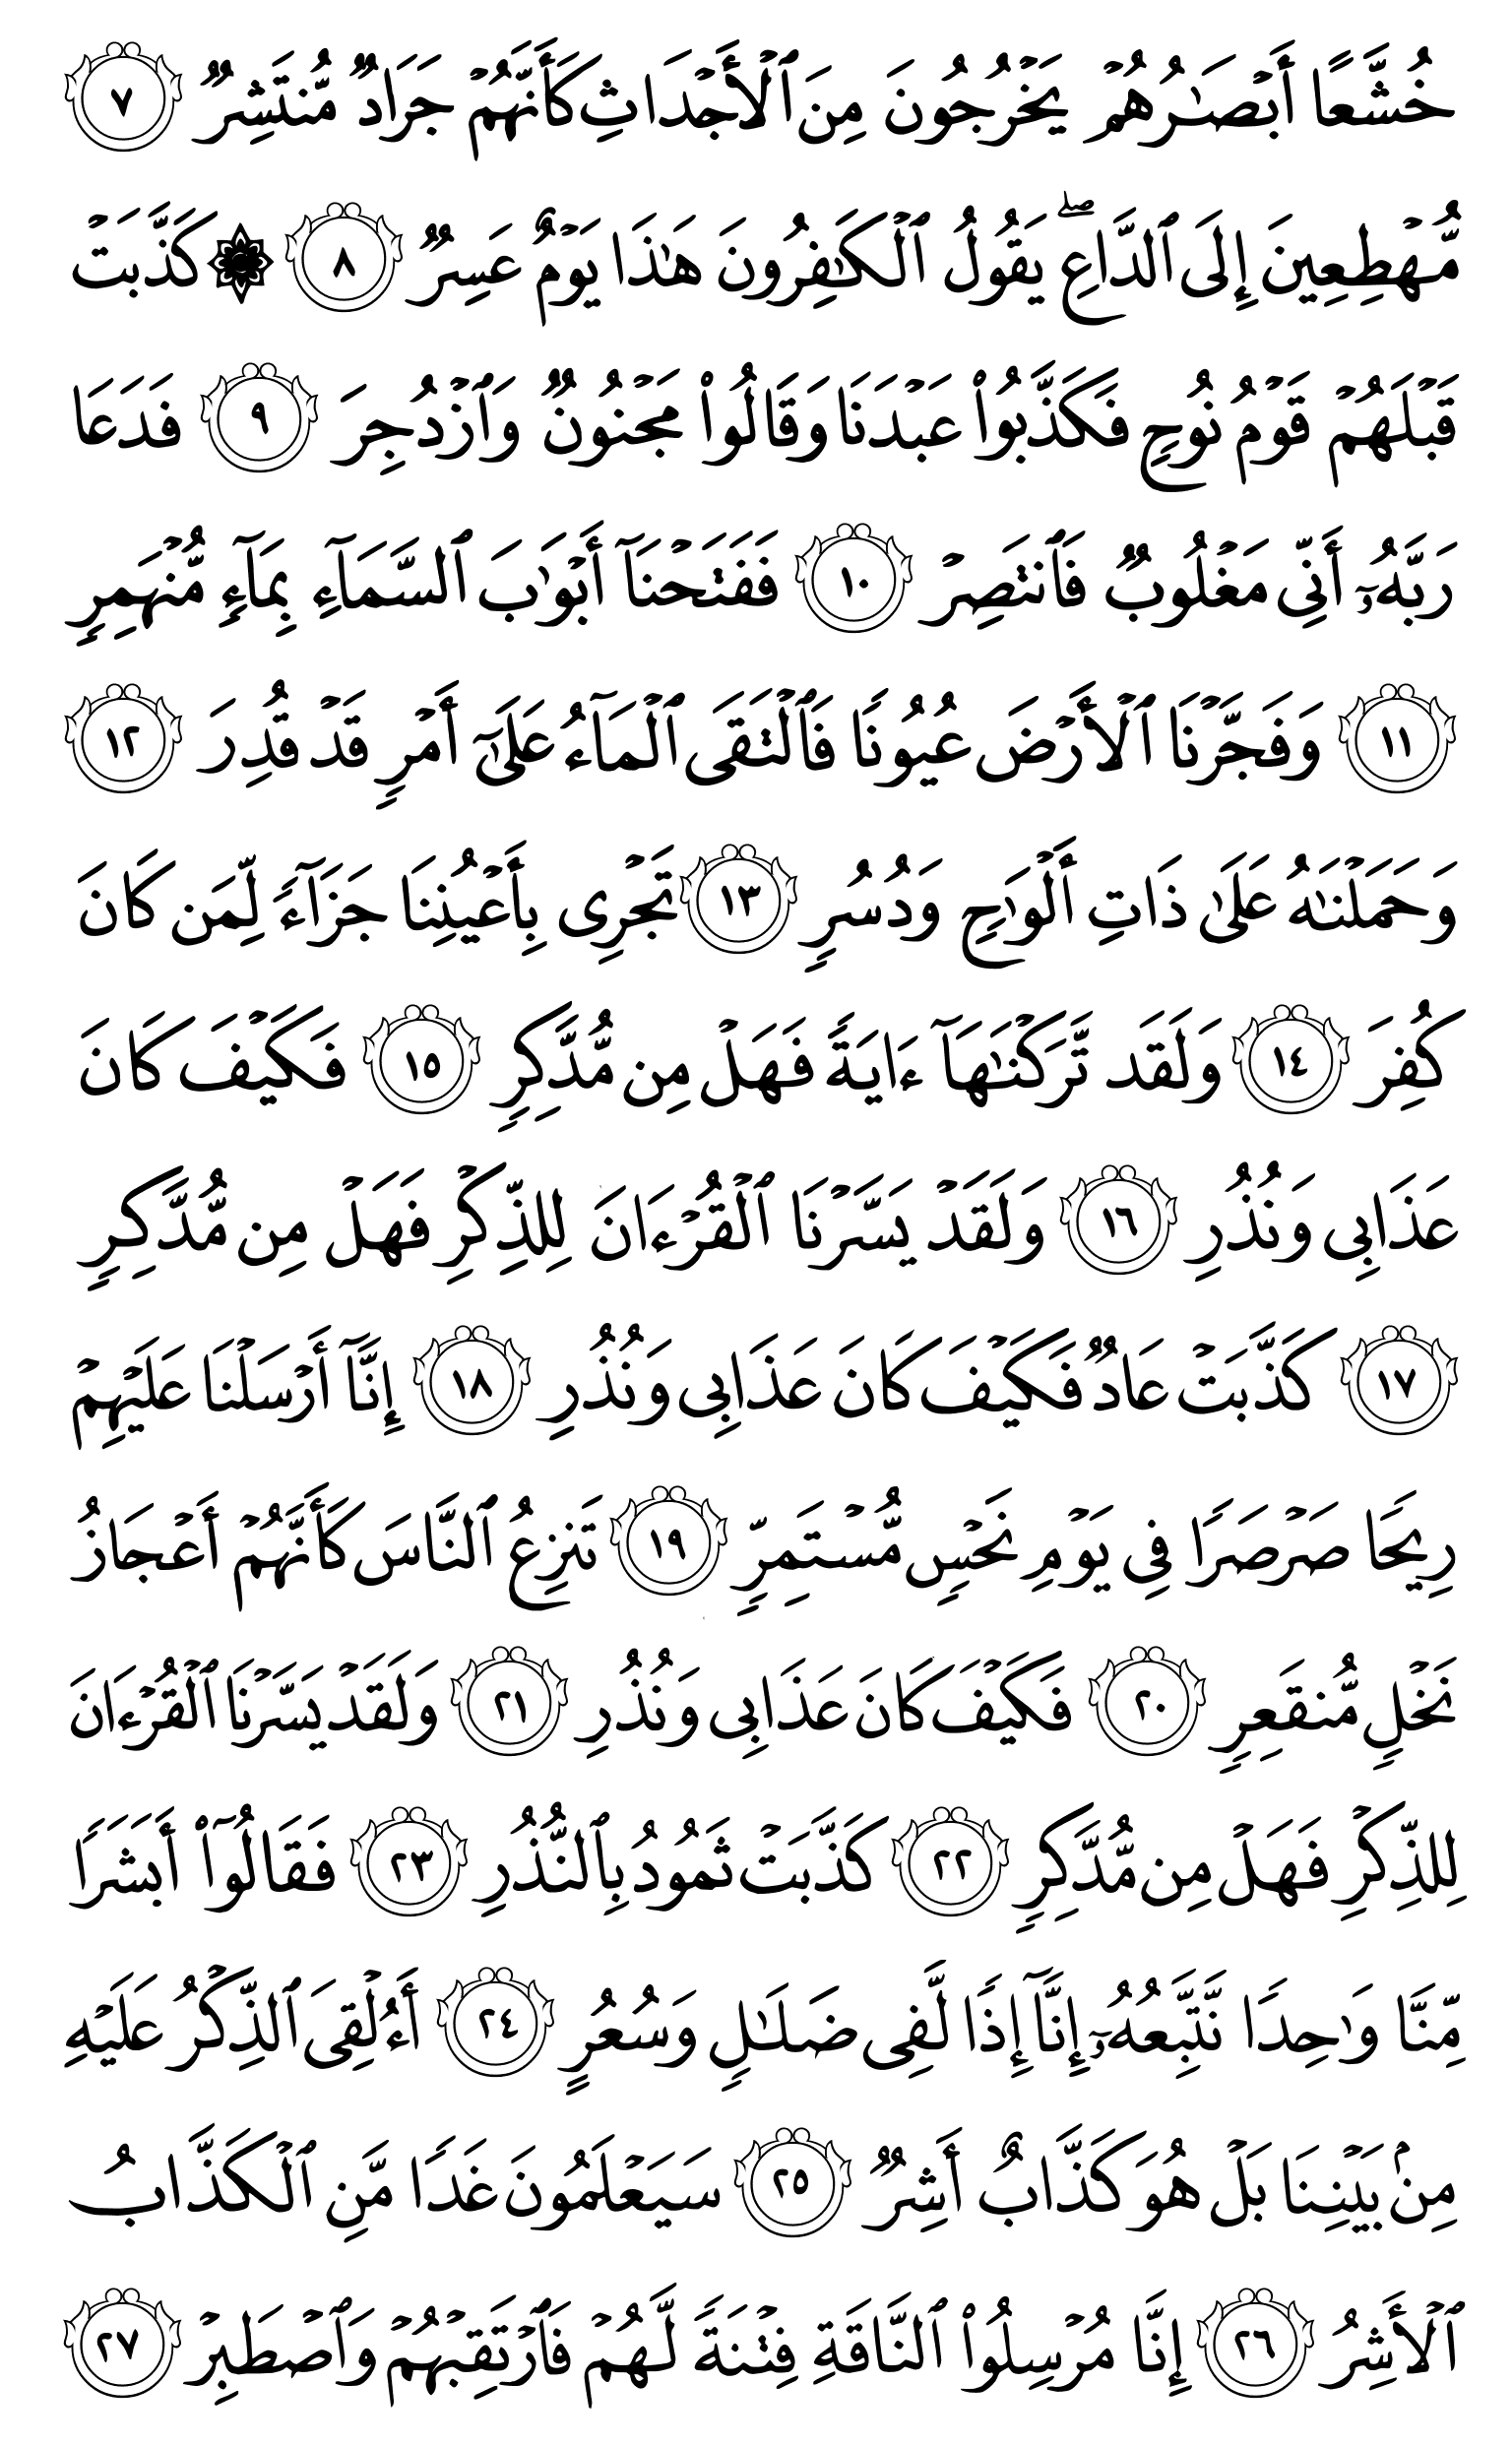 خُشَّعًا أَبۡصَٰرُهُمۡ يَخۡرُجُونَ مِنَ ٱلۡأَجۡدَاثِ كَأَنَّهُمۡ جَرَادٞ مُّنتَشِرٞ ٧
مُّهۡطِعِينَ إِلَى ٱلدَّاعِۖ يَقُولُ ٱلۡكَٰفِرُونَ هَٰذَا يَوۡمٌ عَسِرٞ ٨ ۞ كَذَّبَتۡ
قَبۡلَهُمۡ قَوۡمُ نُوحٖ فَكَذَّبُواْ عَبۡدَنَا وَقَالُواْ مَجۡنُونٞ وَٱزۡدُجِرَ ٩ فَدَعَا
رَبَّهُۥٓ أَنِّي مَغۡلُوبٞ فَٱنتَصِرۡ ١٠ فَفَتَحۡنَآ أَبۡوَٰبَ ٱلسَّمَآءِ بِمَآءٖ مُّنۡهَمِرٖ
١١ وَفَجَّرۡنَا ٱلۡأَرۡضَ عُيُونٗا فَٱلۡتَقَى ٱلۡمَآءُ عَلَىٰٓ أَمۡرٖ قَدۡ قُدِرَ ١٢
وَحَمَلۡنَٰهُ عَلَىٰ ذَاتِ أَلۡوَٰحٖ وَدُسُرٖ ١٣ تَجۡرِي بِأَعۡيُنِنَا جَزَآءٗ لِّمَن كَانَ
كُفِرَ ١٤ وَلَقَد تَّرَكۡنَٰهَآ ءَايَةٗ فَهَلۡ مِن مُّدَّكِرٖ ١٥ فَكَيۡفَ كَانَ
عَذَابِي وَنُذُرِ ١٦ وَلَقَدۡ يَسَّرۡنَا ٱلۡقُرۡءَانَ لِلذِّكۡرِ فَهَلۡ مِن مُّدَّكِرٖ
١٧ كَذَّبَتۡ عَادٞ فَكَيۡفَ كَانَ عَذَابِي وَنُذُرِ ١٨ إِنَّآ أَرۡسَلۡنَا عَلَيۡهِمۡ
رِيحٗا صَرۡصَرٗا فِي يَوۡمِ نَحۡسٖ مُّسۡتَمِرّٖ ١٩ تَنزِعُ ٱلنَّاسَ كَأَنَّهُمۡ أَعۡجَازُ
نَخۡلٖ مُّنقَعِرٖ ٢٠ فَكَيۡفَ كَانَ عَذَابِي وَنُذُرِ ٢١ وَلَقَدۡ يَسَّرۡنَا ٱلۡقُرۡءَانَ
لِلذِّكۡرِ فَهَلۡ مِن مُّدَّكِرٖ ٢٢ كَذَّبَتۡ ثَمُودُ بِٱلنُّذُرِ ٢٣ فَقَالُوٓاْ أَبَشَرٗا
مِّنَّا وَٰحِدٗا نَّتَّبِعُهُۥٓ إِنَّآ إِذٗا لَّفِي ضَلَٰلٖ وَسُعُرٍ ٢٤ أَءُلۡقِيَ ٱلذِّكۡرُ عَلَيۡهِ
مِنۢ بَيۡنِنَا بَلۡ هُوَ كَذَّابٌ أَشِرٞ ٢٥ سَيَعۡلَمُونَ غَدٗا مَّنِ ٱلۡكَذَّابُ
ٱلۡأَشِرُ ٢٦ إِنَّا مُرۡسِلُواْ ٱلنَّاقَةِ فِتۡنَةٗ لَّهُمۡ فَٱرۡتَقِبۡهُمۡ وَٱصۡطَبِرۡ ٢٧